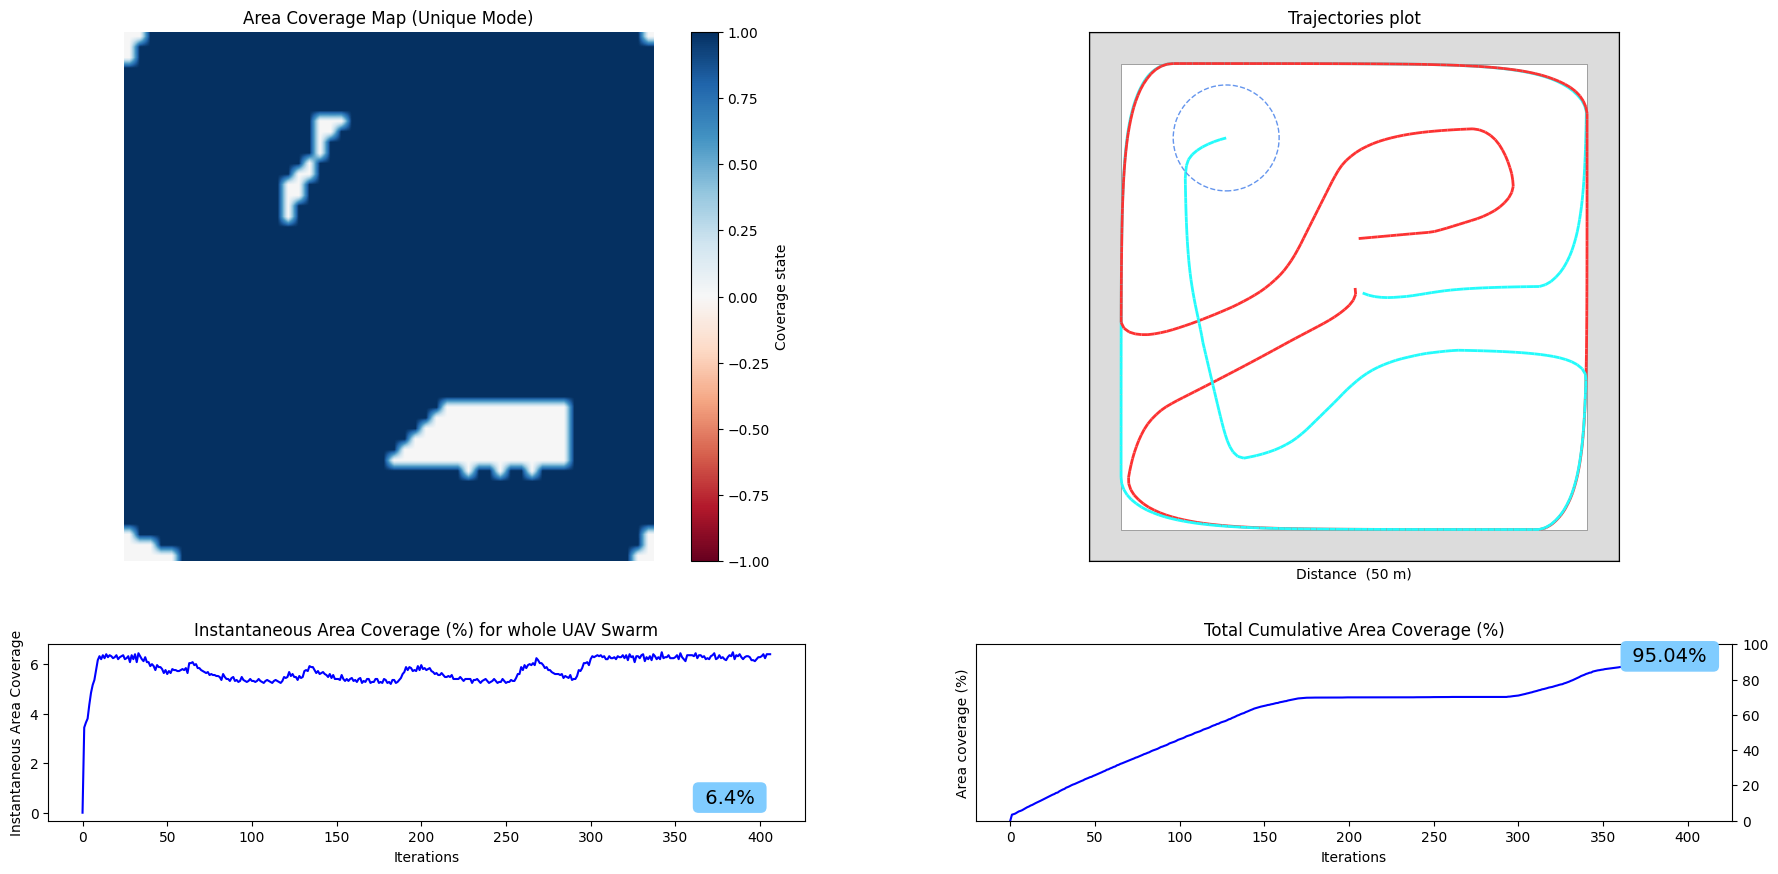 Area Coverage Map (Unique Mode)
1.00
0.75
0.50
0.25
0.00
−0.25
−0.50
−0.75
−1.00
Coverage state
Trajectories plot
Distance  (50 m)
Instantaneous Area Coverage (%) for whole UAV Swarm
Instantaneous Area Coverage
6
4
2
0
6.4%
0 50 100 150 200 250 300 350 400
Iterations
Total Cumulative Area Coverage (%)
Area coverage (%)
95.04%
100
80
60
40
20
0
0 50 100 150 200 250 300 350 400
Iterations